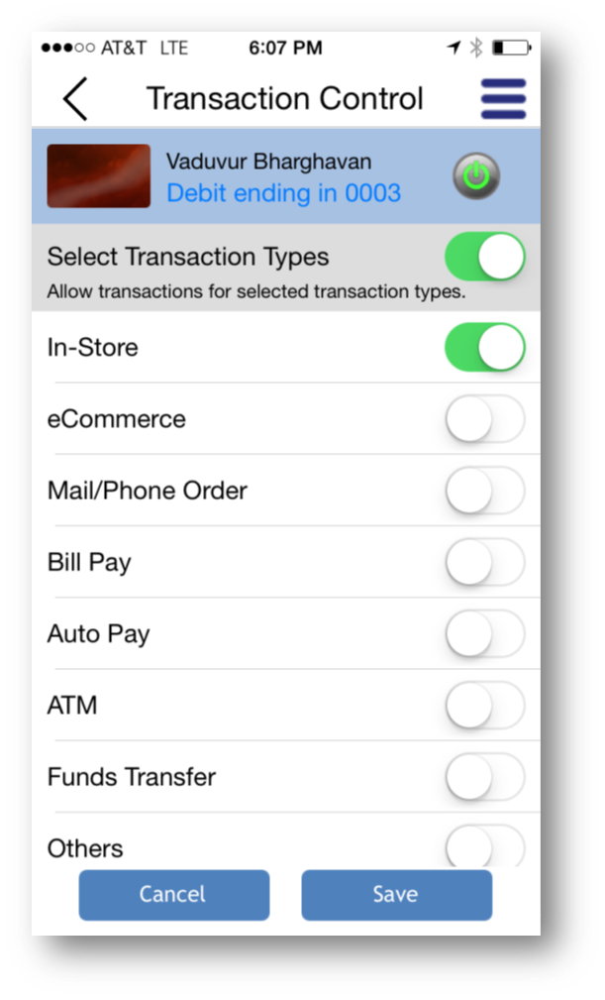 AT&T LTE 6:07 PM
Transaction Control
Vaduvur Bharghavan
Debit ending in 0003
Select Transaction Types
Allow transactions for selected transaction types.
In-Store
eCommerce
Mail/Phone Order
Bill Pay
Auto Pay
ATM
Funds Transfer
Others
Cancel Save